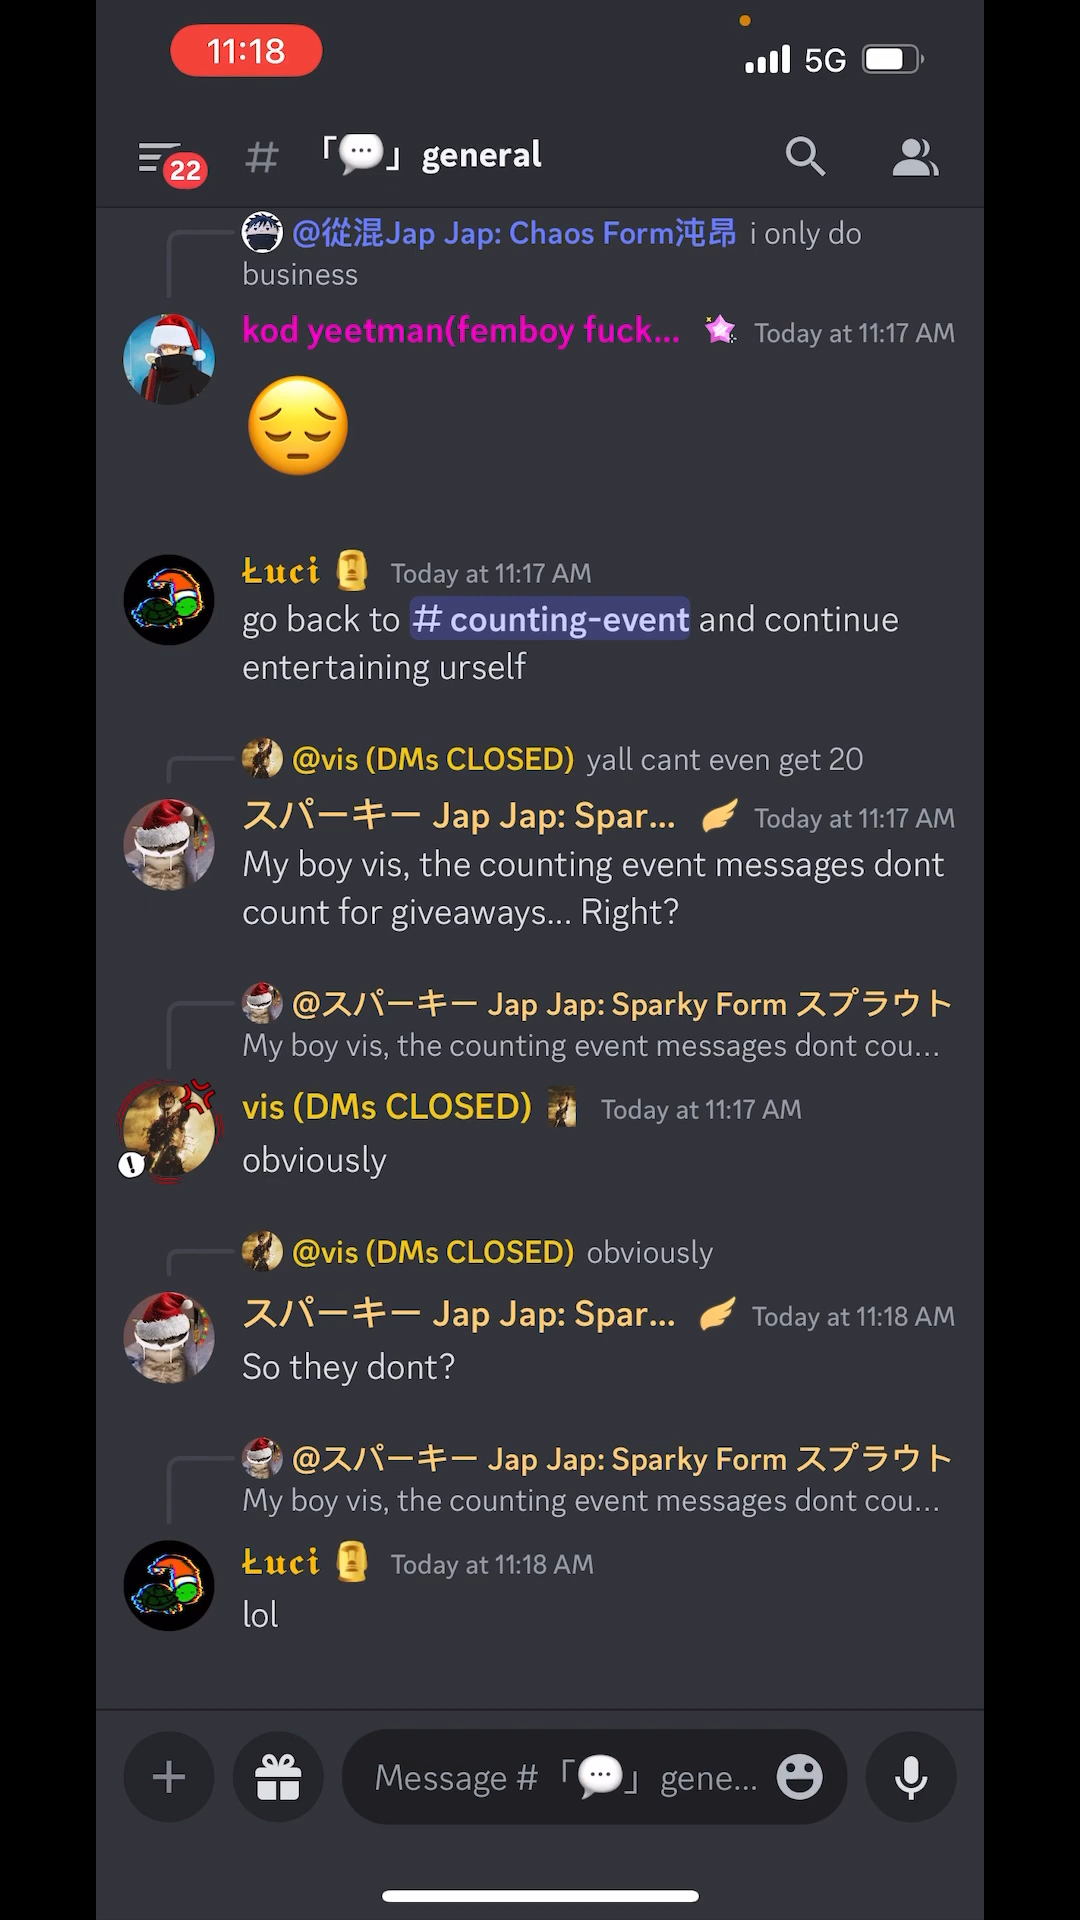 11:18
5G
22
# 「💬」 general
@從混Jap Jap: Chaos Form沌昂 i only do
business
kod yeetman(femboy fuck... Today at 11:17 AM
Łuci Today at 11:17 AM
go back to # counting-event and continue
entertaining urself
@vis (DMs CLOSED) yall cant even get 20
スパーキー Jap Jap: Spar... Today at 11:17 AM
My boy vis, the counting event messages dont
count for giveaways... Right?
@スパーキー Jap Jap: Sparky Form スプラウト
My boy vis, the counting event messages dont cou...
vis (DMs CLOSED) Today at 11:17 AM
obviously
@vis (DMs CLOSED) obviously
スパーキー Jap Jap: Spar... Today at 11:18 AM
So they dont?
@スパーキー Jap Jap: Sparky Form スプラウト
My boy vis, the counting event messages dont cou...
Łuci Today at 11:18 AM
lol
Message # 「💬」 gene...